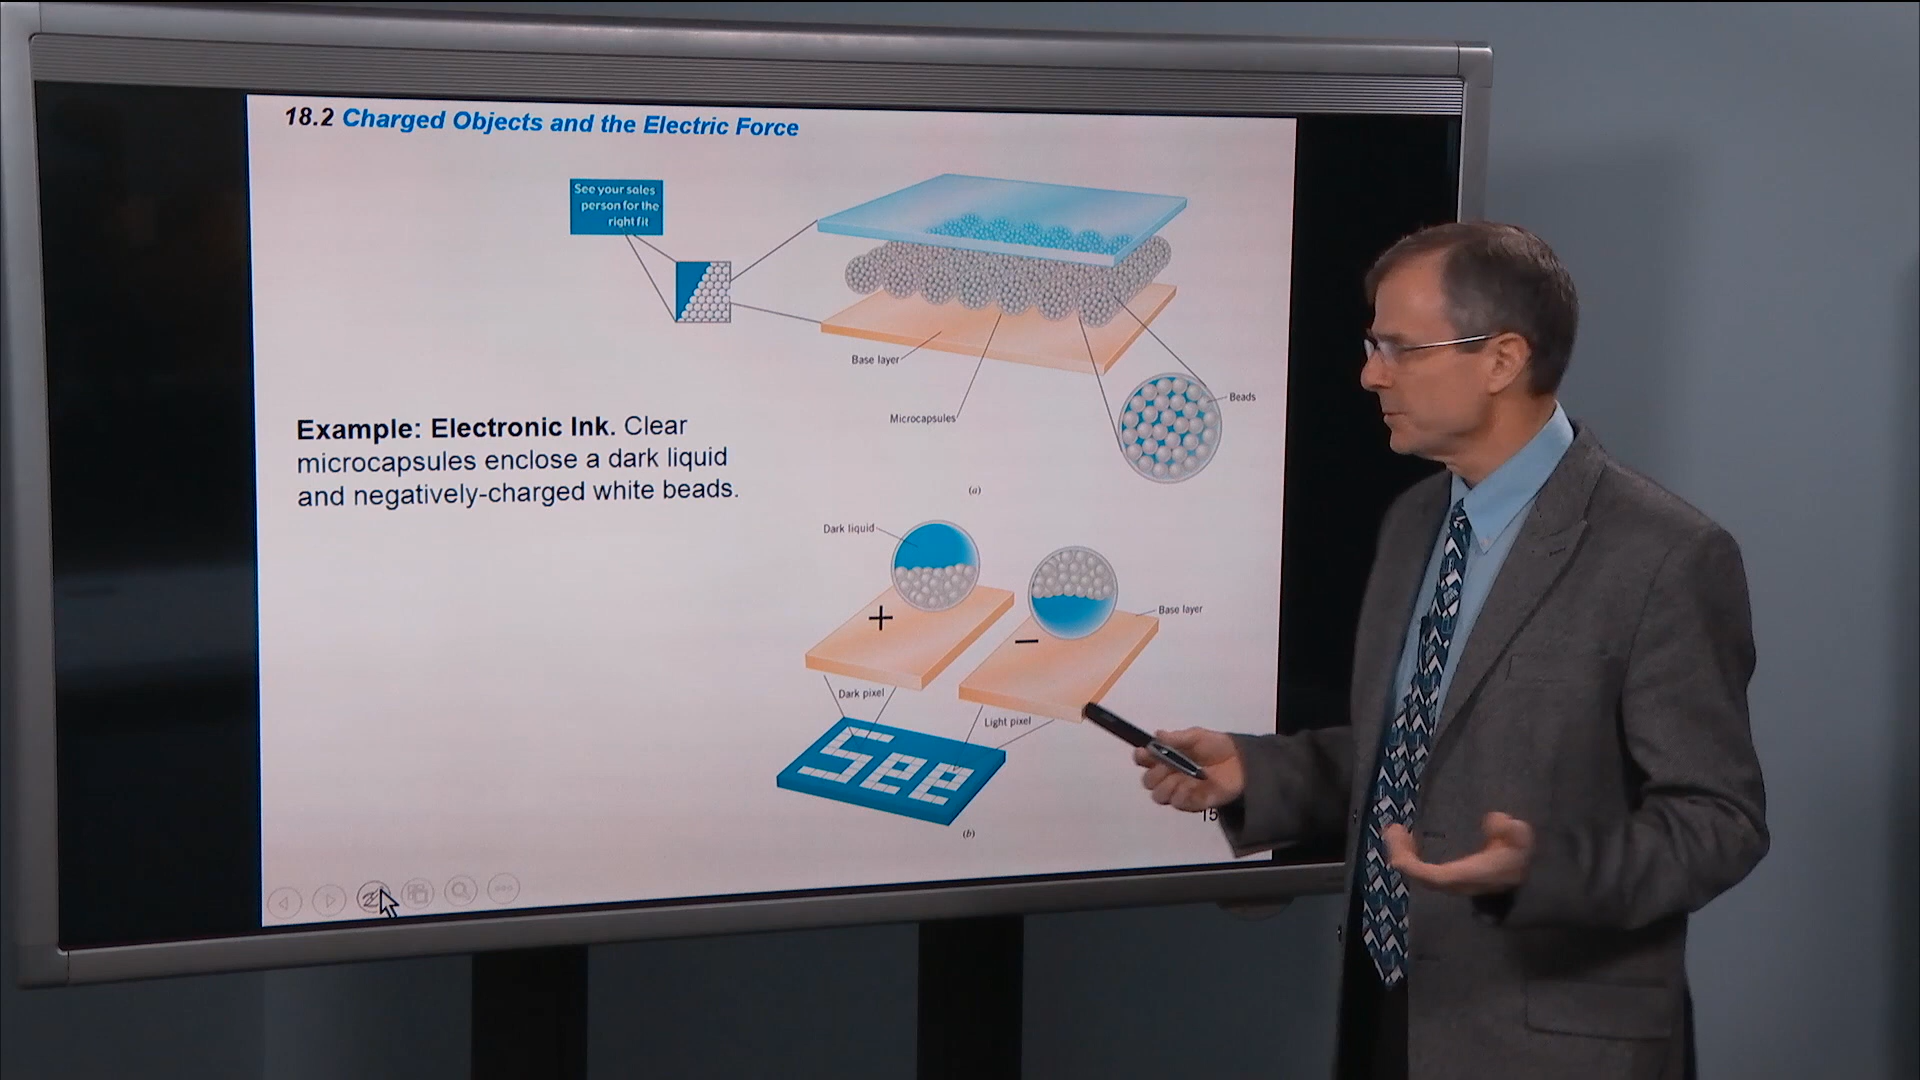 18.2 Charged Objects and the Electric Force
See your sales
person for the
right fit
Base layer
Microcapsules
Beads
(a)
Example: Electronic Ink. Clear
microcapsules enclose a dark liquid
and negatively-charged white beads.
Dark liquid
+
−
Base layer
Dark pixel
Light pixel
See
(b)
15